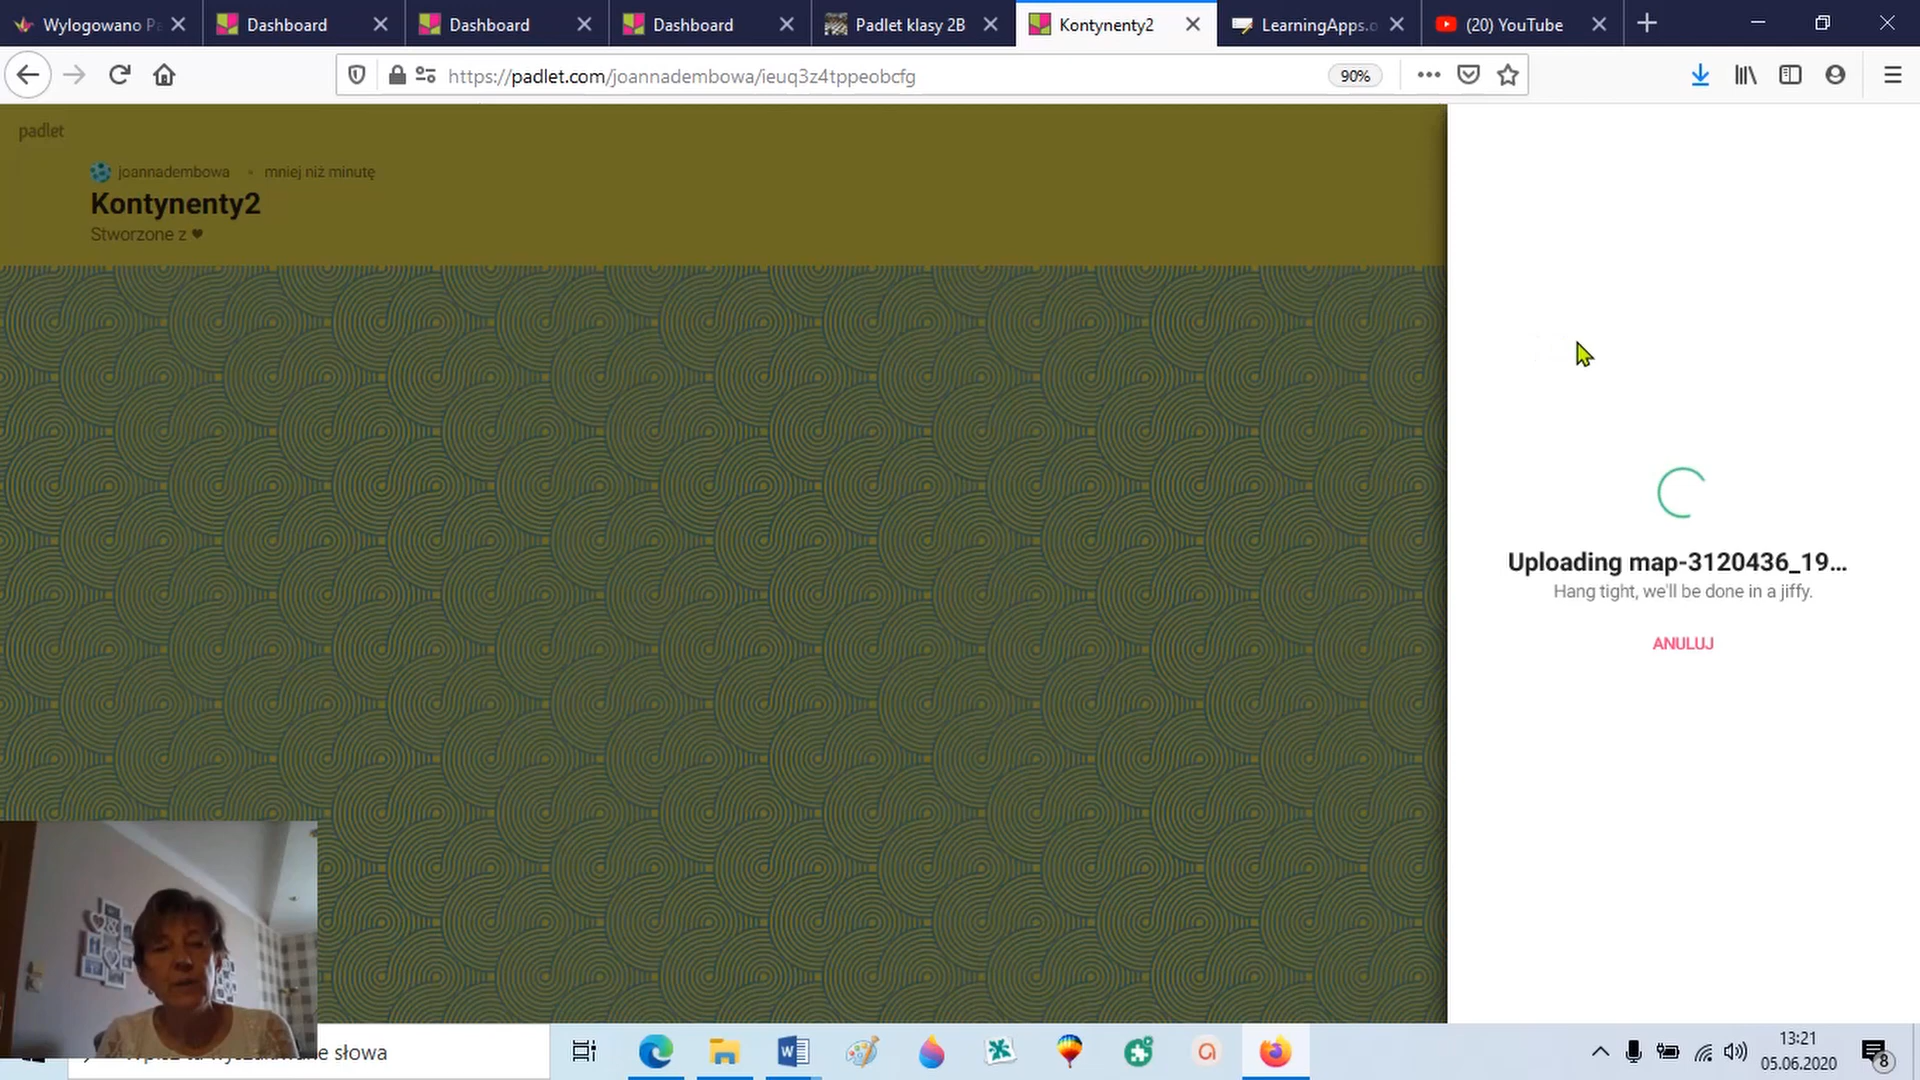 Wylogowano Pa
Dashboard
Dashboard
Dashboard
Padlet klasy 2B
Kontynenty2
LearningApps.o
(20) YouTube
https://padlet.com/joannadembowa/ieuq3z4tppeobcfg
90%
padlet
joannadembowa • mniej niż minutę
Kontynenty2
Stworzone z ♥
Uploading map-3120436_19...
Hang tight, we'll be done in a jiffy.
ANULUJ
słowa
13:21
05.06.2020
8